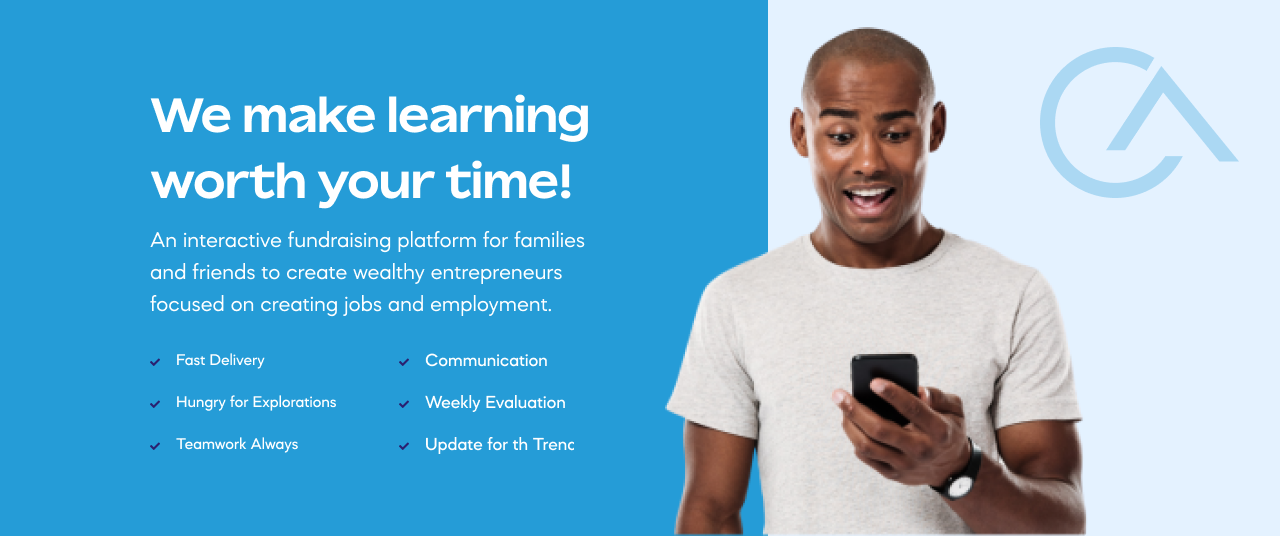 We make learning
worth your time!
An interactive fundraising platform for families
and friends to create wealthy entrepreneurs
focused on creating jobs and employment.
Fast Delivery
Communication
Hungry for Explorations
Weekly Evaluation
Teamwork Always
Update for th Trend